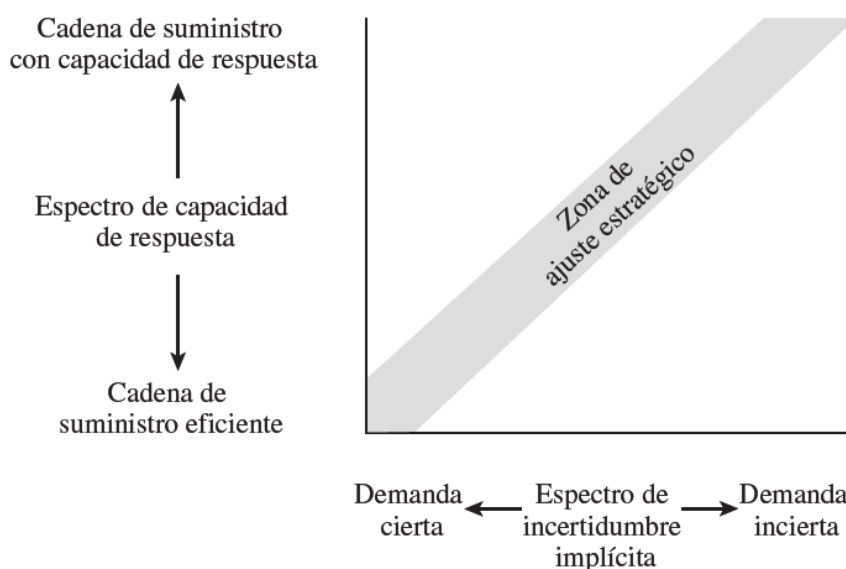 Cadena de suministro
con capacidad de respuesta
Espectro de capacidad
de respuesta
Cadena de
suministro eficiente
Zona de
ajuste estratégico
Demanda
cierta
Espectro de
incertidumbre
implícita
Demanda
incierta